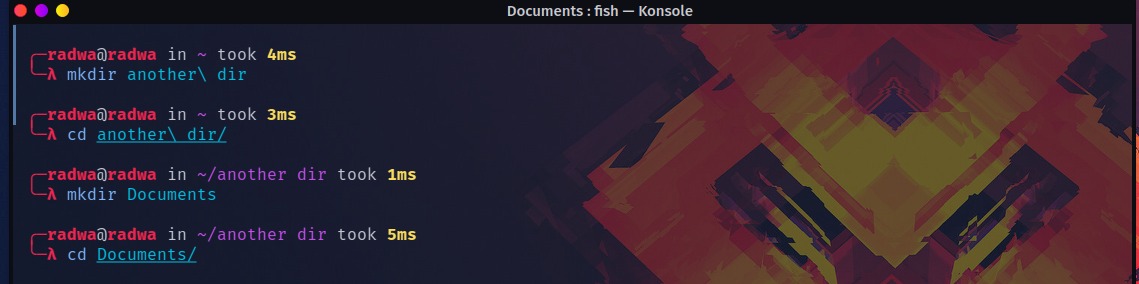 Documents : fish — Konsole
╭─radwa@radwa in ~ took 4ms
╰─λ mkdir another\ dir
╭─radwa@radwa in ~ took 3ms
╰─λ cd another\ dir/
╭─radwa@radwa in ~/another dir took 1ms
╰─λ mkdir Documents
╭─radwa@radwa in ~/another dir took 5ms
╰─λ cd Documents/